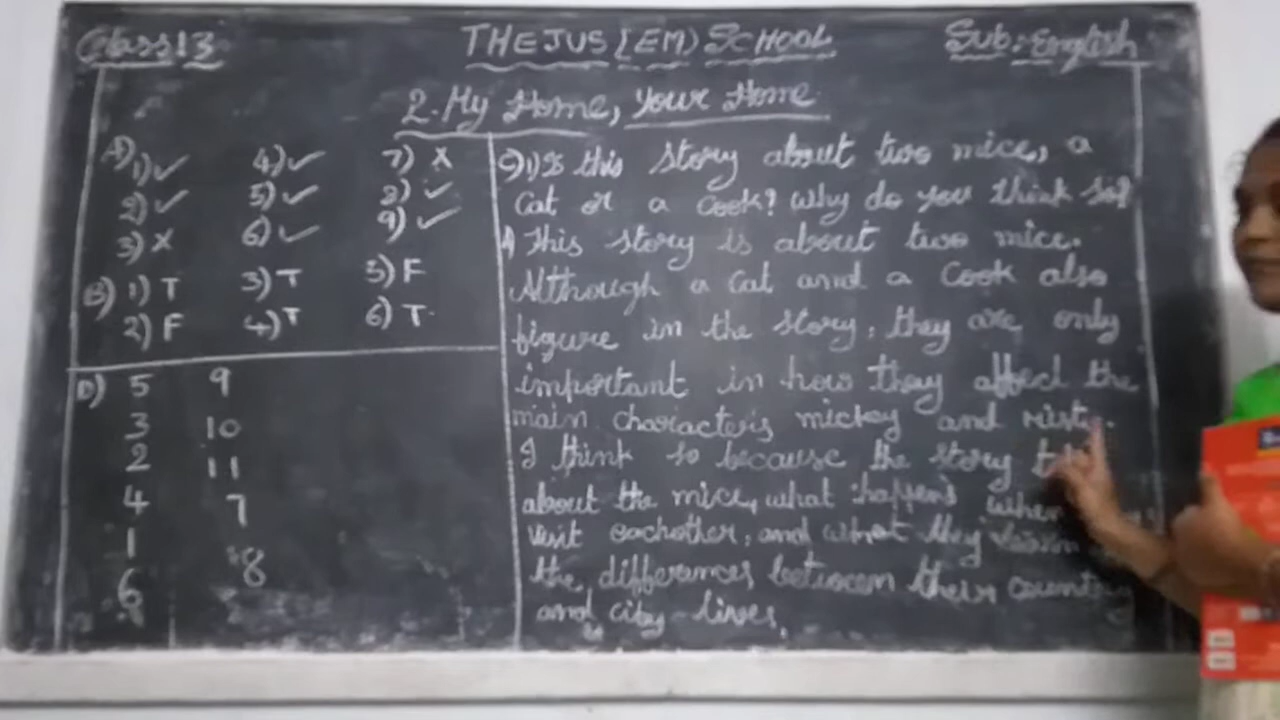 Class: 3
THEJUS (EM) SCHOOL
Sub: English
2. My Home, Your Home
A) 1) ✓ 4) ✓ 7) X
2) ✓ 5) ✓ 8) ✓
3) X 6) ✓ 9) ✓
B) 1) T 3) T 5) F
2) F 4) T 6) T
D) 5 9
3 10
2 11
4 7
1 8
6
C) 1) Is this story about two mice, a
Cat or a Cook? Why do you think so?
A) This story is about two mice.
Although a Cat and a Cook also
figure in the story, they are only
important in how they affect the
main characters mickey and
I think so because the story
about the mice, what happens when
visit eachother, and what they learn
the differences between their country
and city lives.